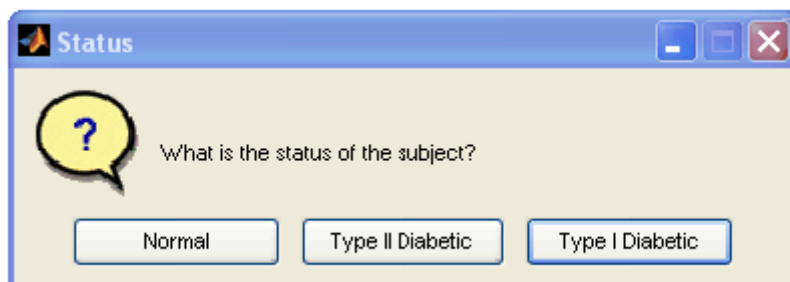 Status
?
What is the status of the subject?
Normal Type II Diabetic Type I Diabetic